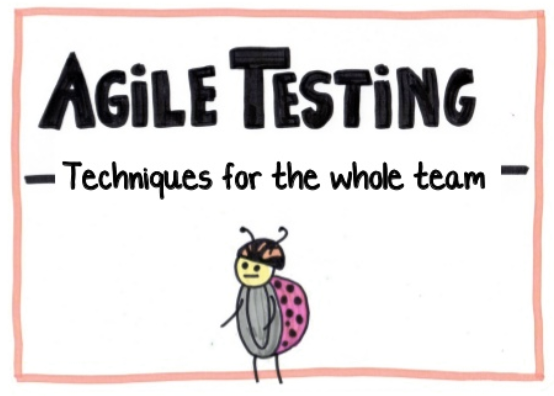 AGiLE TESTiNG
- Techniques for the whole team -